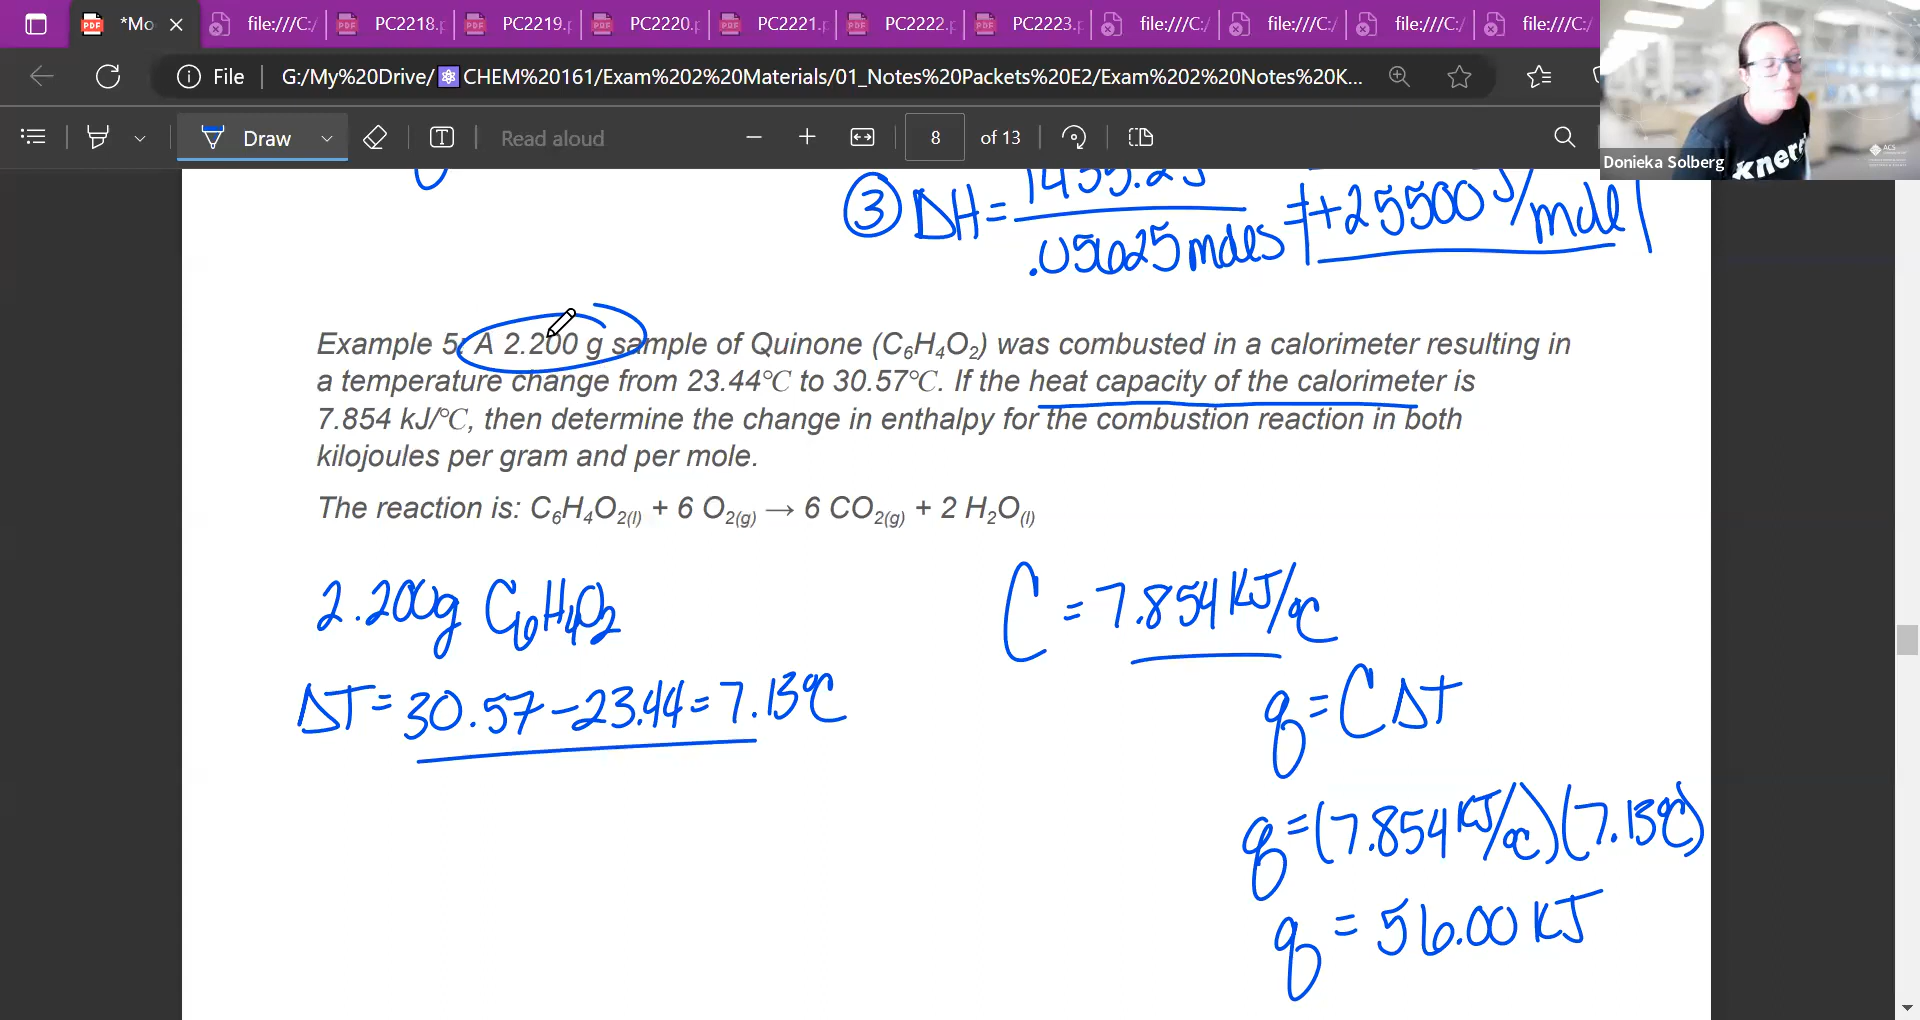 *Mo
file:///C:/
PC2218.p
PC2219.p
PC2220.p
PC2221.p
PC2222.p
PC2223.p
file:///C:/
file:///C:/
file:///C:/
file:///C:/
File
G:/My%20Drive/ CHEM%20161/Exam%202%20Materials/01_Notes%20Packets%20E2/Exam%202%20Notes%20K...
Draw
Read aloud
8 of 13
Donieka Solberg
kner
ACS
③ ΔH = 1435.2J / .05625 moles = +25500 J/mole
Example 5: A 2.200 g sample of Quinone (C₆H₄O₂) was combusted in a calorimeter resulting in
a temperature change from 23.44℃ to 30.57℃. If the heat capacity of the calorimeter is
7.854 kJ/℃, then determine the change in enthalpy for the combustion reaction in both
kilojoules per gram and per mole.
The reaction is: C₆H₄O₂₍ₗ₎ + 6 O₂(g) → 6 CO₂(g) + 2 H₂O(l)
2.200g C₆H₄O₂
C = 7.854 KJ/°C
ΔT = 30.57 - 23.44 = 7.13°C
q = CΔT
q = (7.854 KJ/°C)(7.13°C)
q = 56.00 KJ